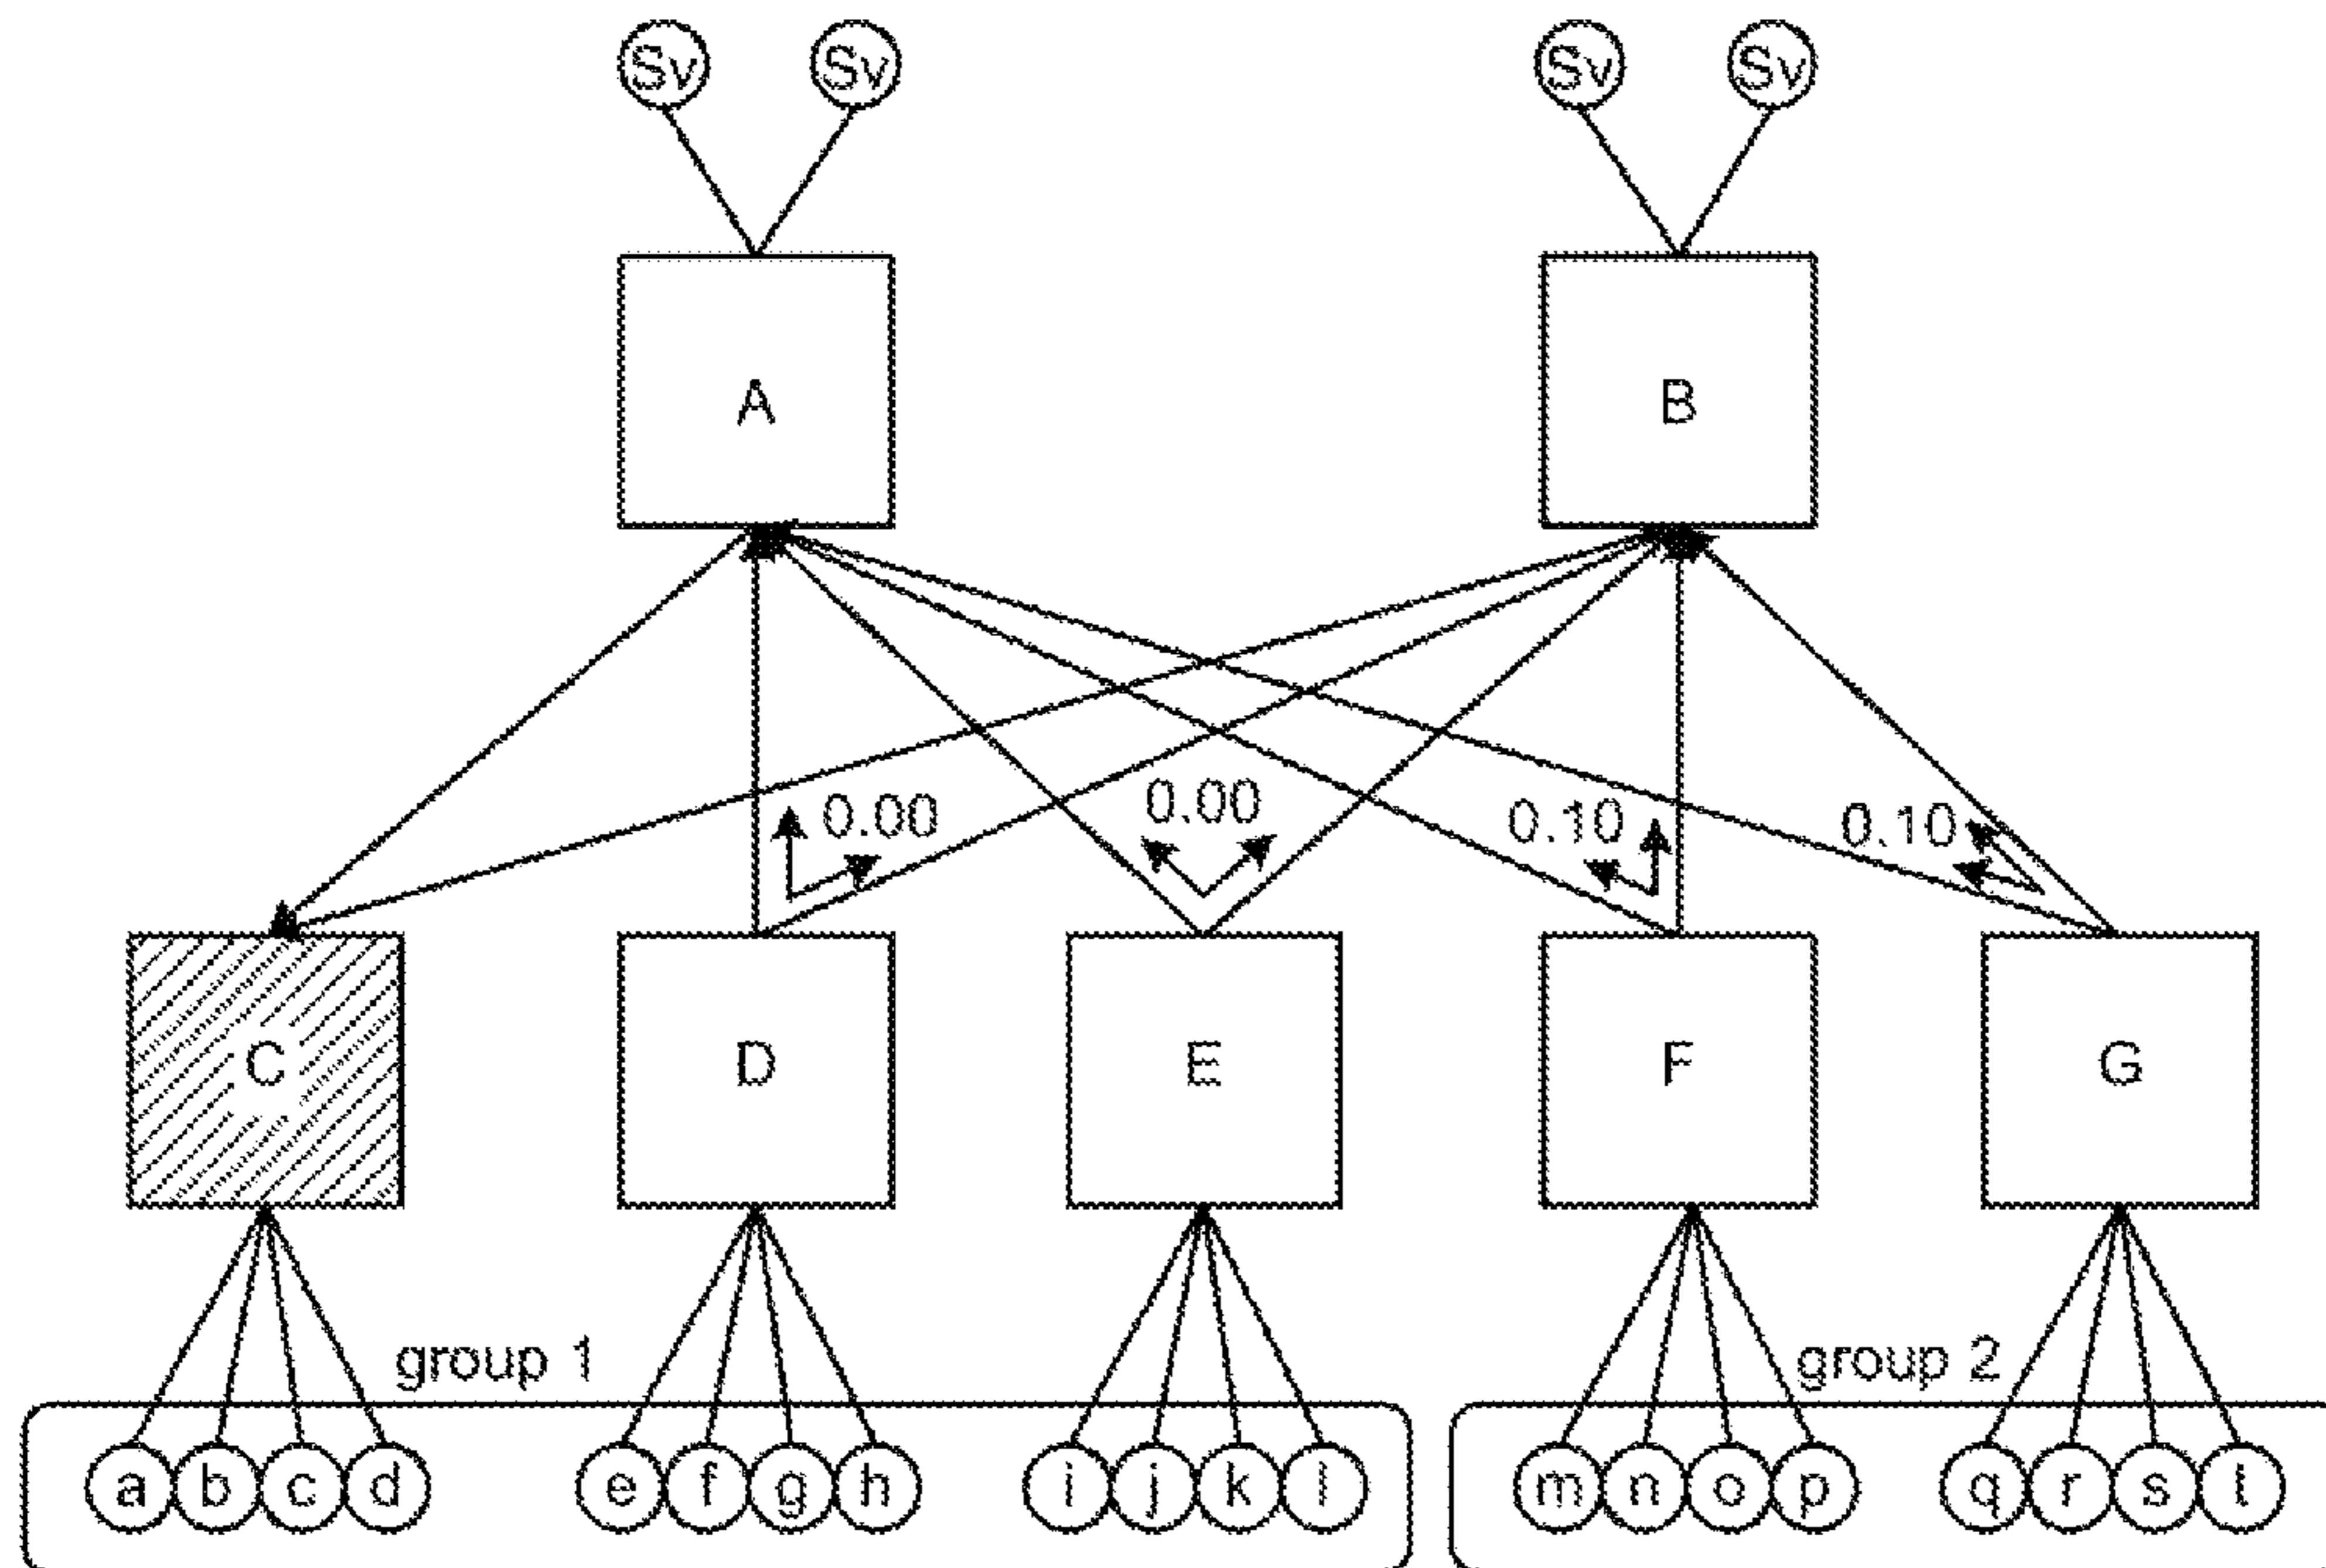 Sv Sv Sv Sv
A B
0.00 0.00 0.10 0.10
C D E F G
group 1 group 2
a b c d e f g h i j k l m n o p q r s t